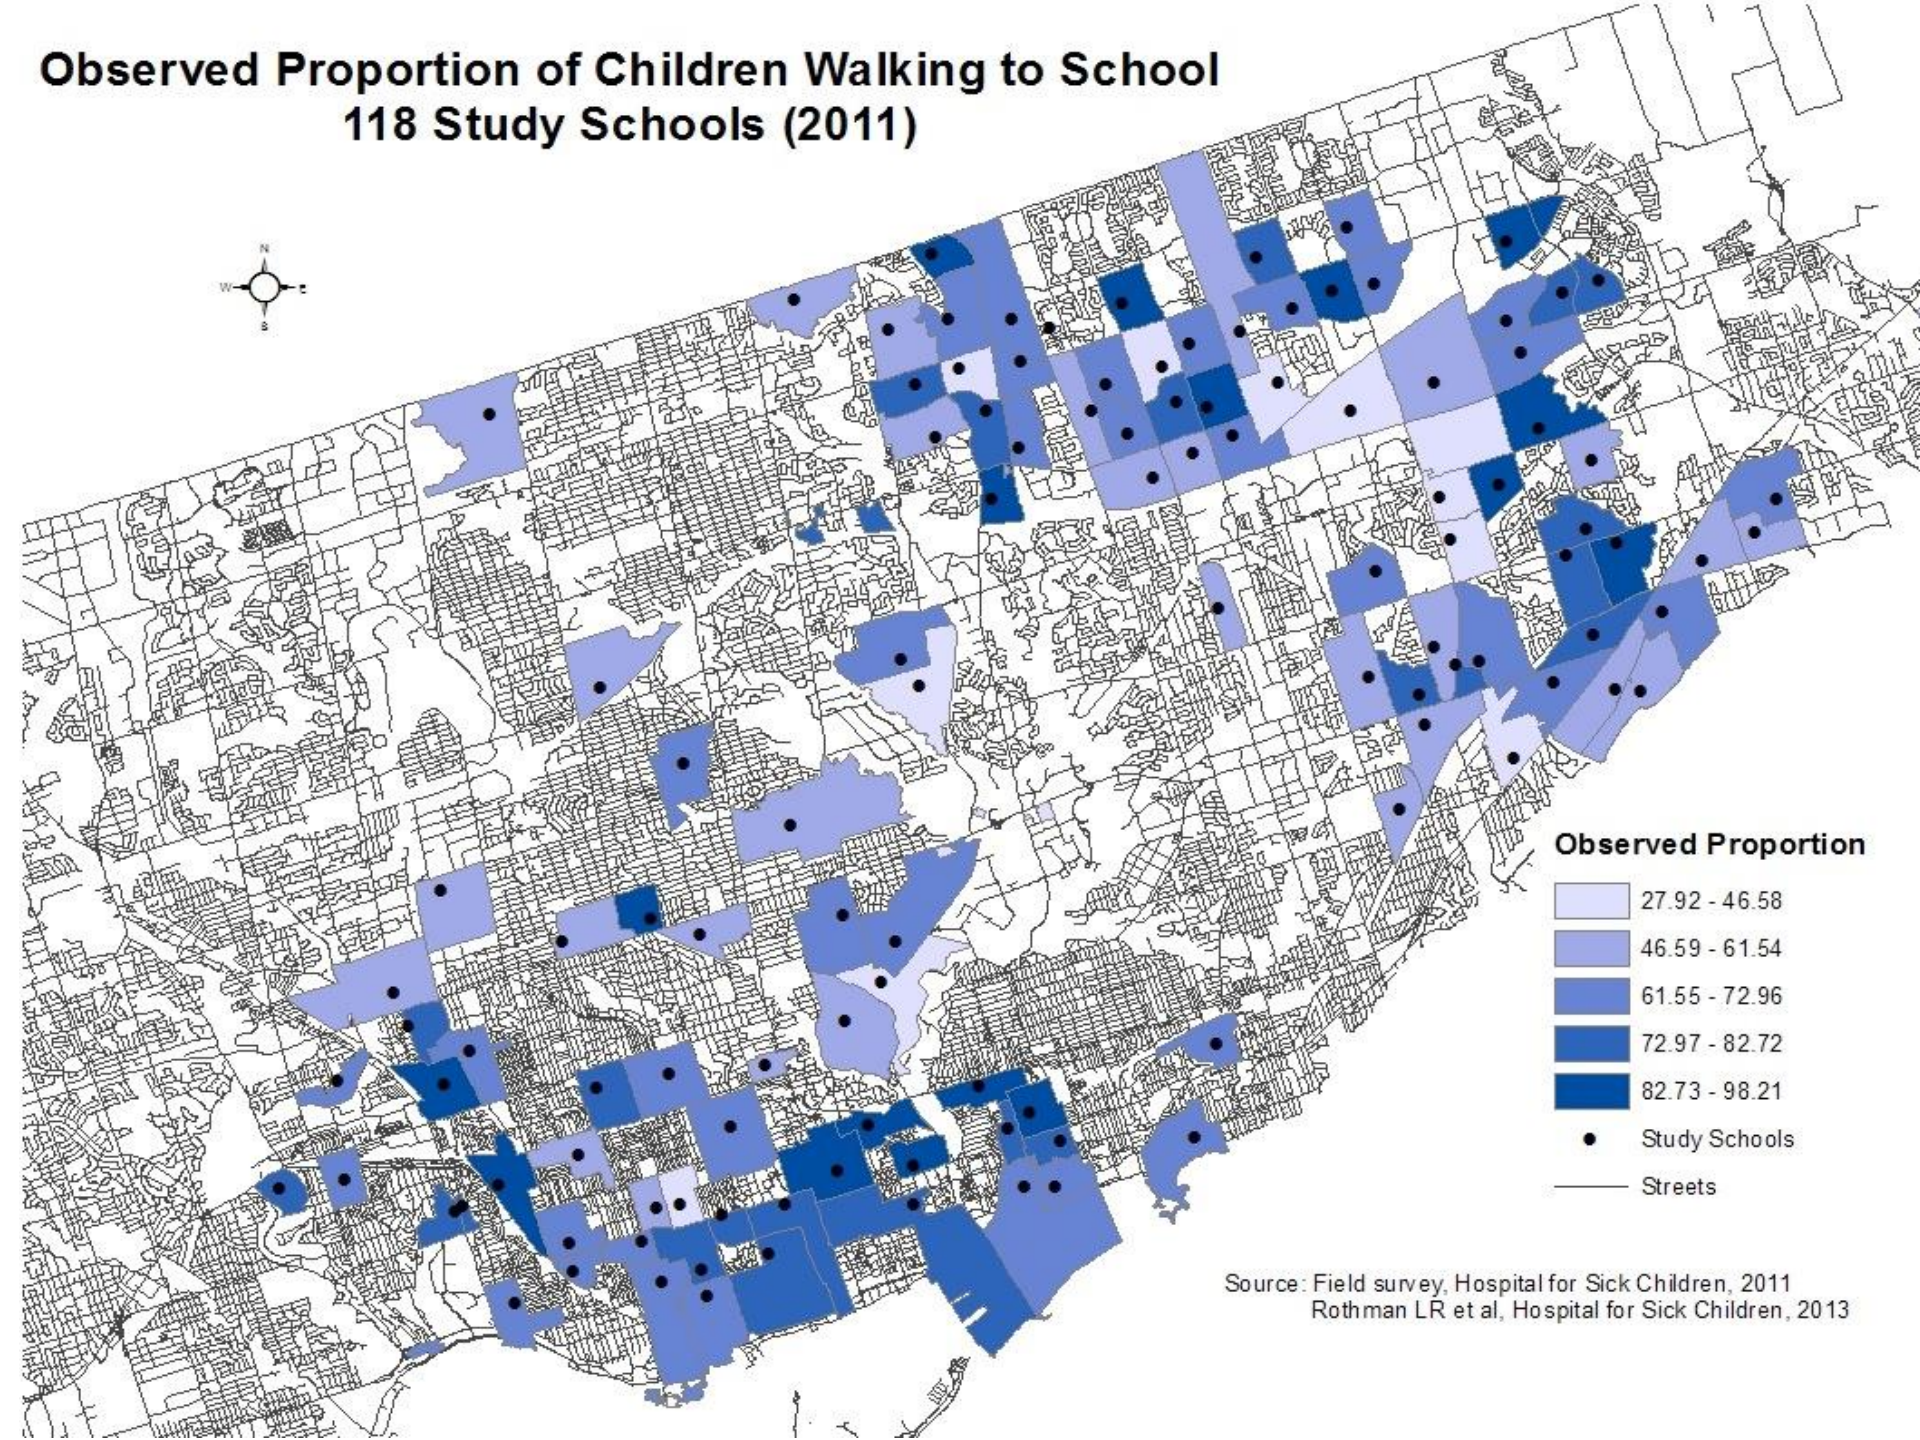 Observed Proportion of Children Walking to School
118 Study Schools (2011)
N
W
E
S
Observed Proportion
27.92 - 46.58
46.59 - 61.54
61.55 - 72.96
72.97 - 82.72
82.73 - 98.21
Study Schools
Streets
Source: Field survey, Hospital for Sick Children, 2011
Rothman LR et al, Hospital for Sick Children, 2013